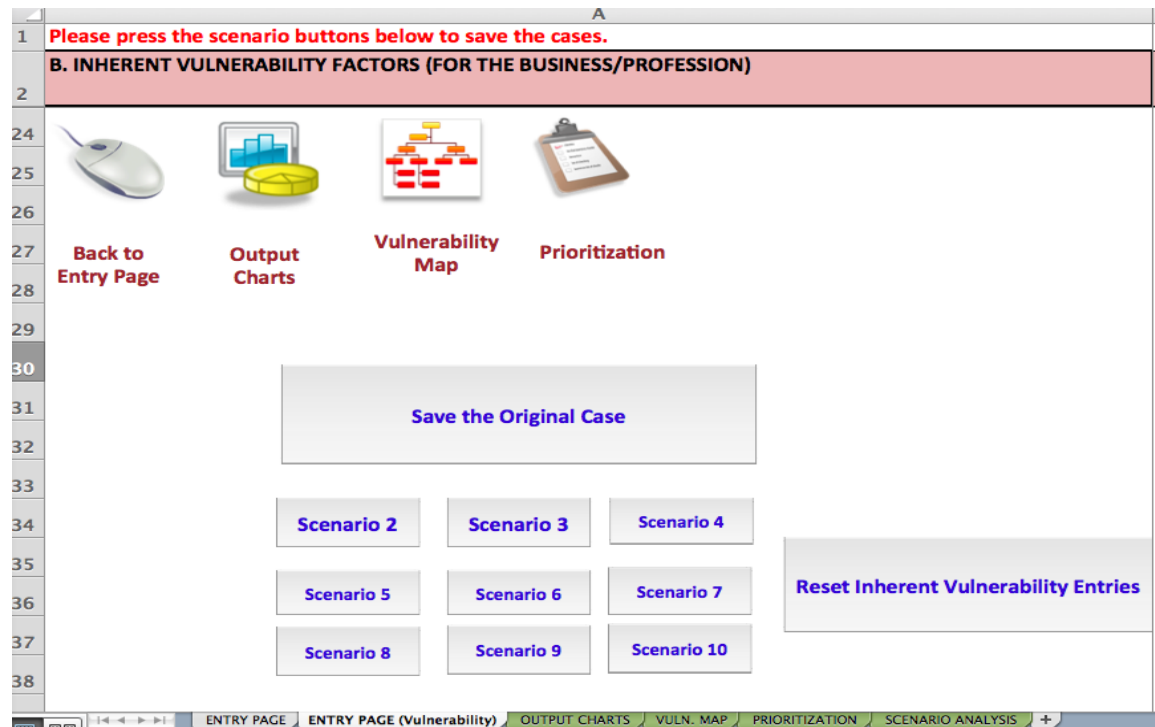 A
1 Please press the scenario buttons below to save the cases.
B. INHERENT VULNERABILITY FACTORS (FOR THE BUSINESS/PROFESSION)
2
24
25
26
27
28
29
30
31
32
33
34
35
36
37
38
Back to
Entry Page
Output
Charts
Vulnerability
Map
Prioritization
Save the Original Case
Scenario 2 Scenario 3 Scenario 4
Scenario 5 Scenario 6 Scenario 7
Scenario 8 Scenario 9 Scenario 10
Reset Inherent Vulnerability Entries
ENTRY PAGE ENTRY PAGE (Vulnerability) OUTPUT CHARTS VULN. MAP PRIORITIZATION SCENARIO ANALYSIS +